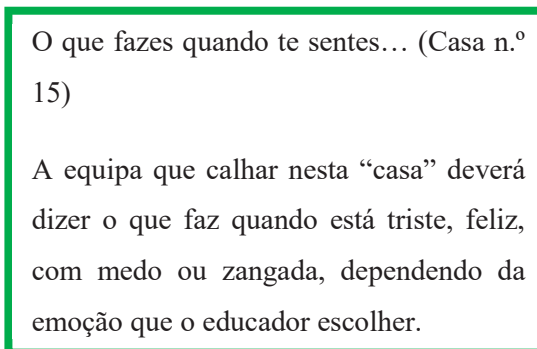 O que fazes quando te sentes… (Casa n.º
15)
A equipa que calhar nesta “casa” deverá
dizer o que faz quando está triste, feliz,
com medo ou zangada, dependendo da
emoção que o educador escolher.